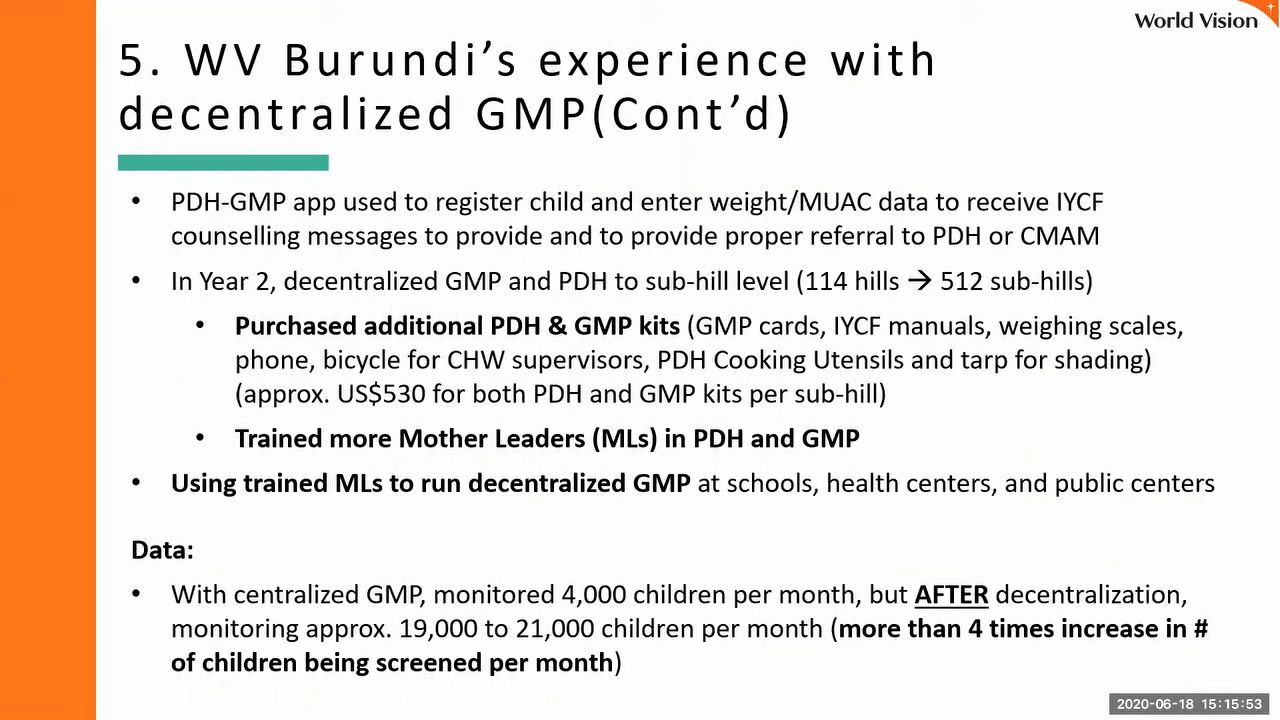 World Vision
5. WV Burundi’s experience with
decentralized GMP(Cont’d)
• PDH-GMP app used to register child and enter weight/MUAC data to receive IYCF
counselling messages to provide and to provide proper referral to PDH or CMAM
• In Year 2, decentralized GMP and PDH to sub-hill level (114 hills → 512 sub-hills)
• Purchased additional PDH & GMP kits (GMP cards, IYCF manuals, weighing scales,
phone, bicycle for CHW supervisors, PDH Cooking Utensils and tarp for shading)
(approx. US$530 for both PDH and GMP kits per sub-hill)
• Trained more Mother Leaders (MLs) in PDH and GMP
• Using trained MLs to run decentralized GMP at schools, health centers, and public centers
Data:
• With centralized GMP, monitored 4,000 children per month, but AFTER decentralization,
monitoring approx. 19,000 to 21,000 children per month (more than 4 times increase in #
of children being screened per month)
2020-06-18 15:15:53